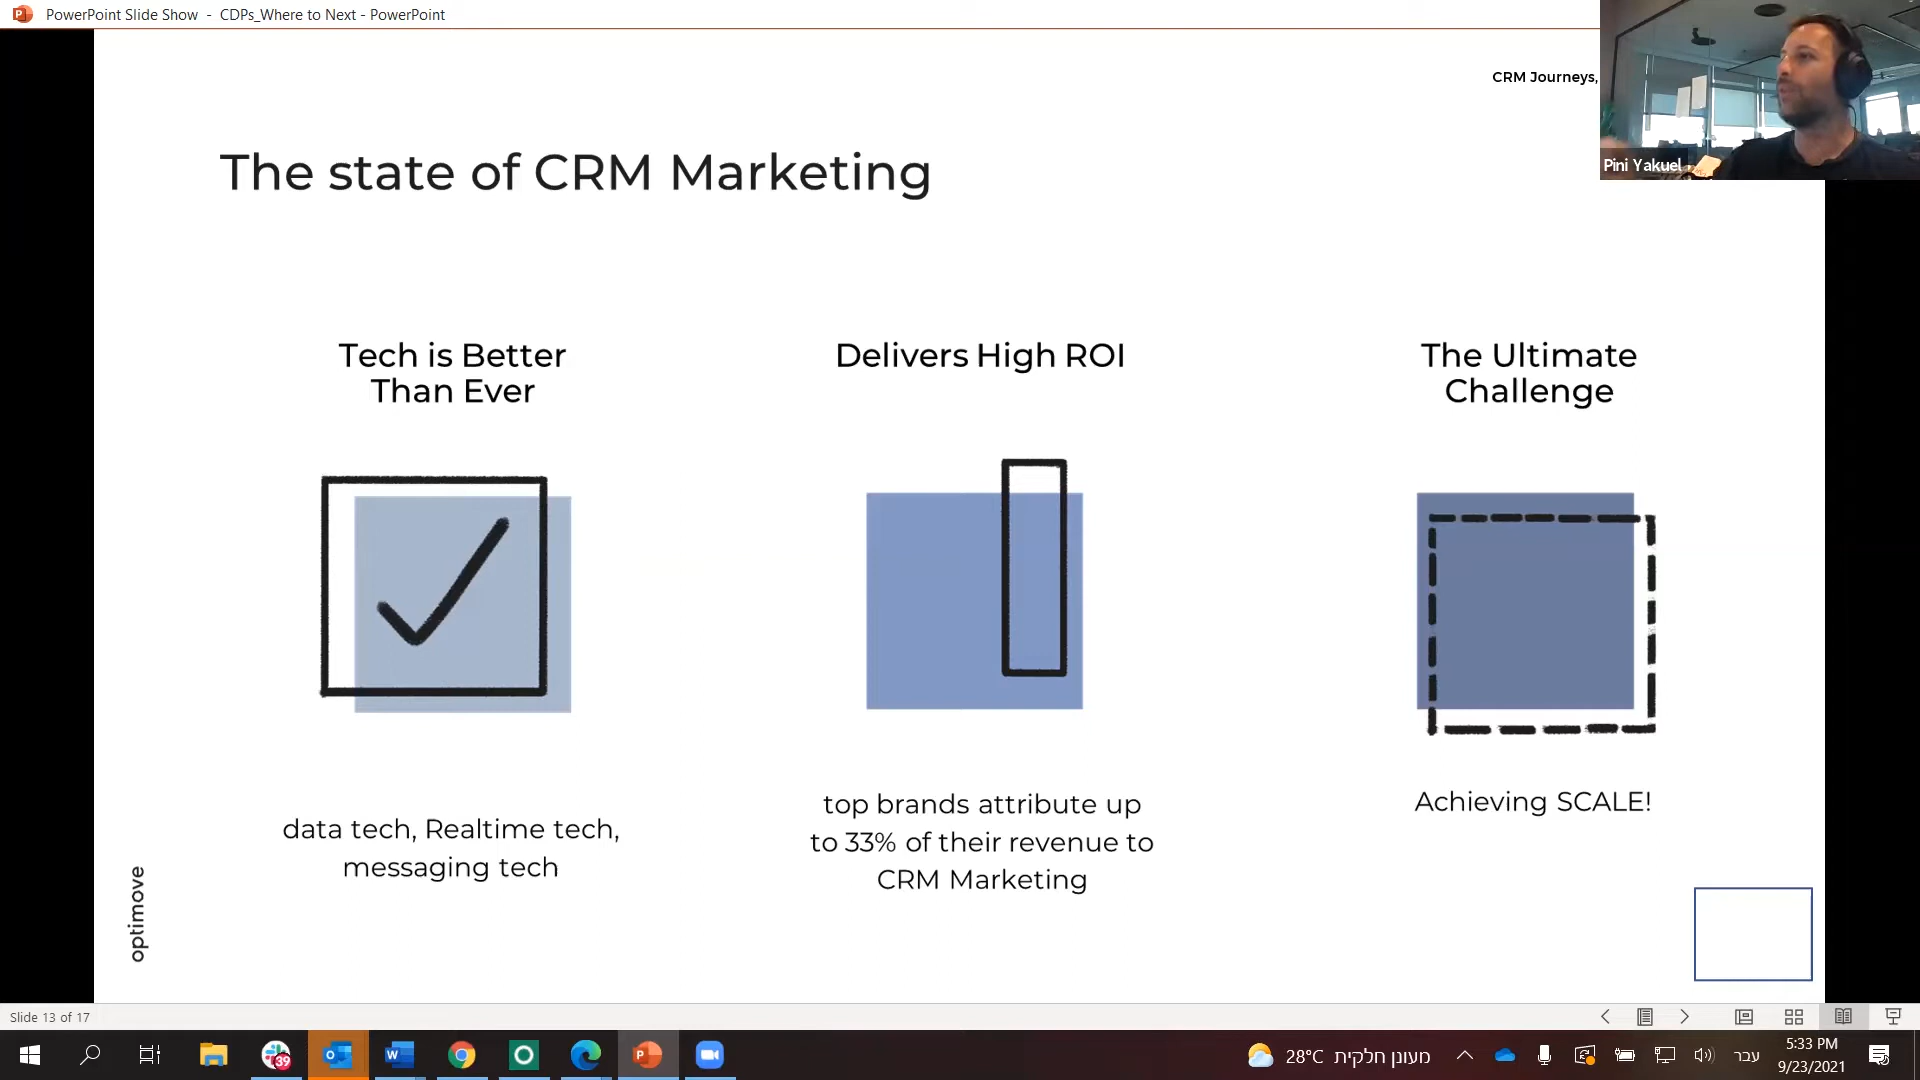 PowerPoint Slide Show - CDPs_Where to Next - PowerPoint
CRM Journeys,
Pini Yakuel
The state of CRM Marketing
Tech is Better
Than Ever
data tech, Realtime tech,
messaging tech
Delivers High ROI
top brands attribute up
to 33% of their revenue to
CRM Marketing
The Ultimate
Challenge
Achieving SCALE!
optimove
Slide 13 of 17
39
28°C מעונן חלקית
עבר
5:33 PM
9/23/2021